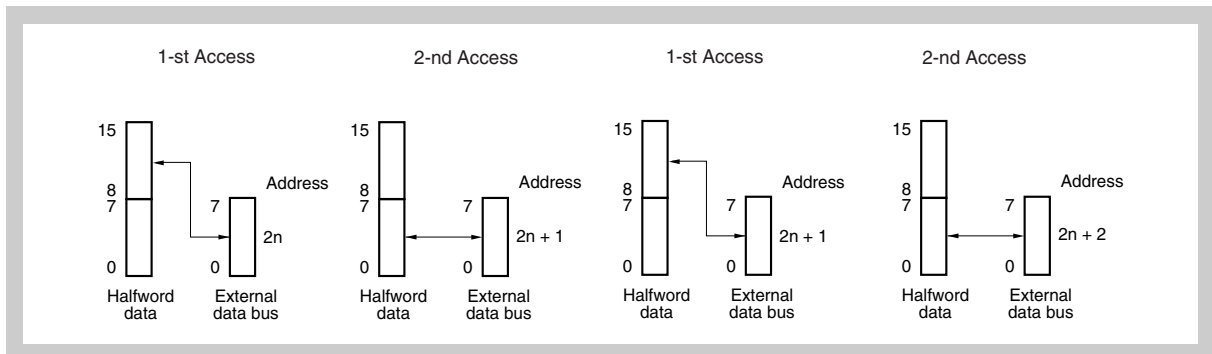 1-st Access
2-nd Access
1-st Access
2-nd Access
15
8
7
0
7
0
Address
2n
Halfword
data
External
data bus
15
8
7
0
7
0
Address
2n + 1
Halfword
data
External
data bus
15
8
7
0
7
0
Address
2n + 1
Halfword
data
External
data bus
15
8
7
0
7
0
Address
2n + 2
Halfword
data
External
data bus